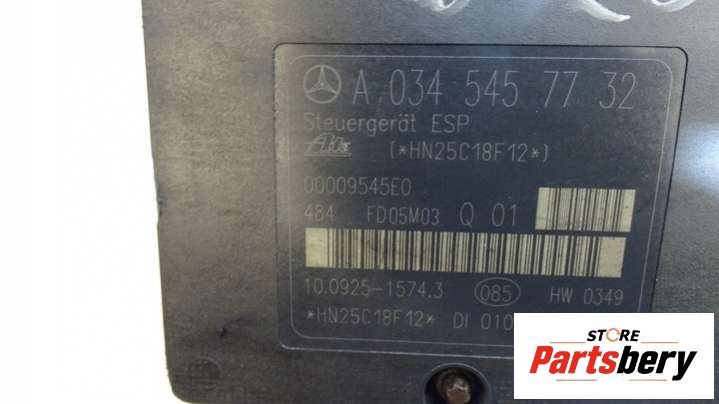 A 034 545 77 32
Steuergerät ESP
Ate (*HN25C18F12*)
00009545E0
484 FD05M03 Q 01
10.0925-1574.3 085 HW 0349
*HN25C18F12* DI 010
STORE
Partsbery